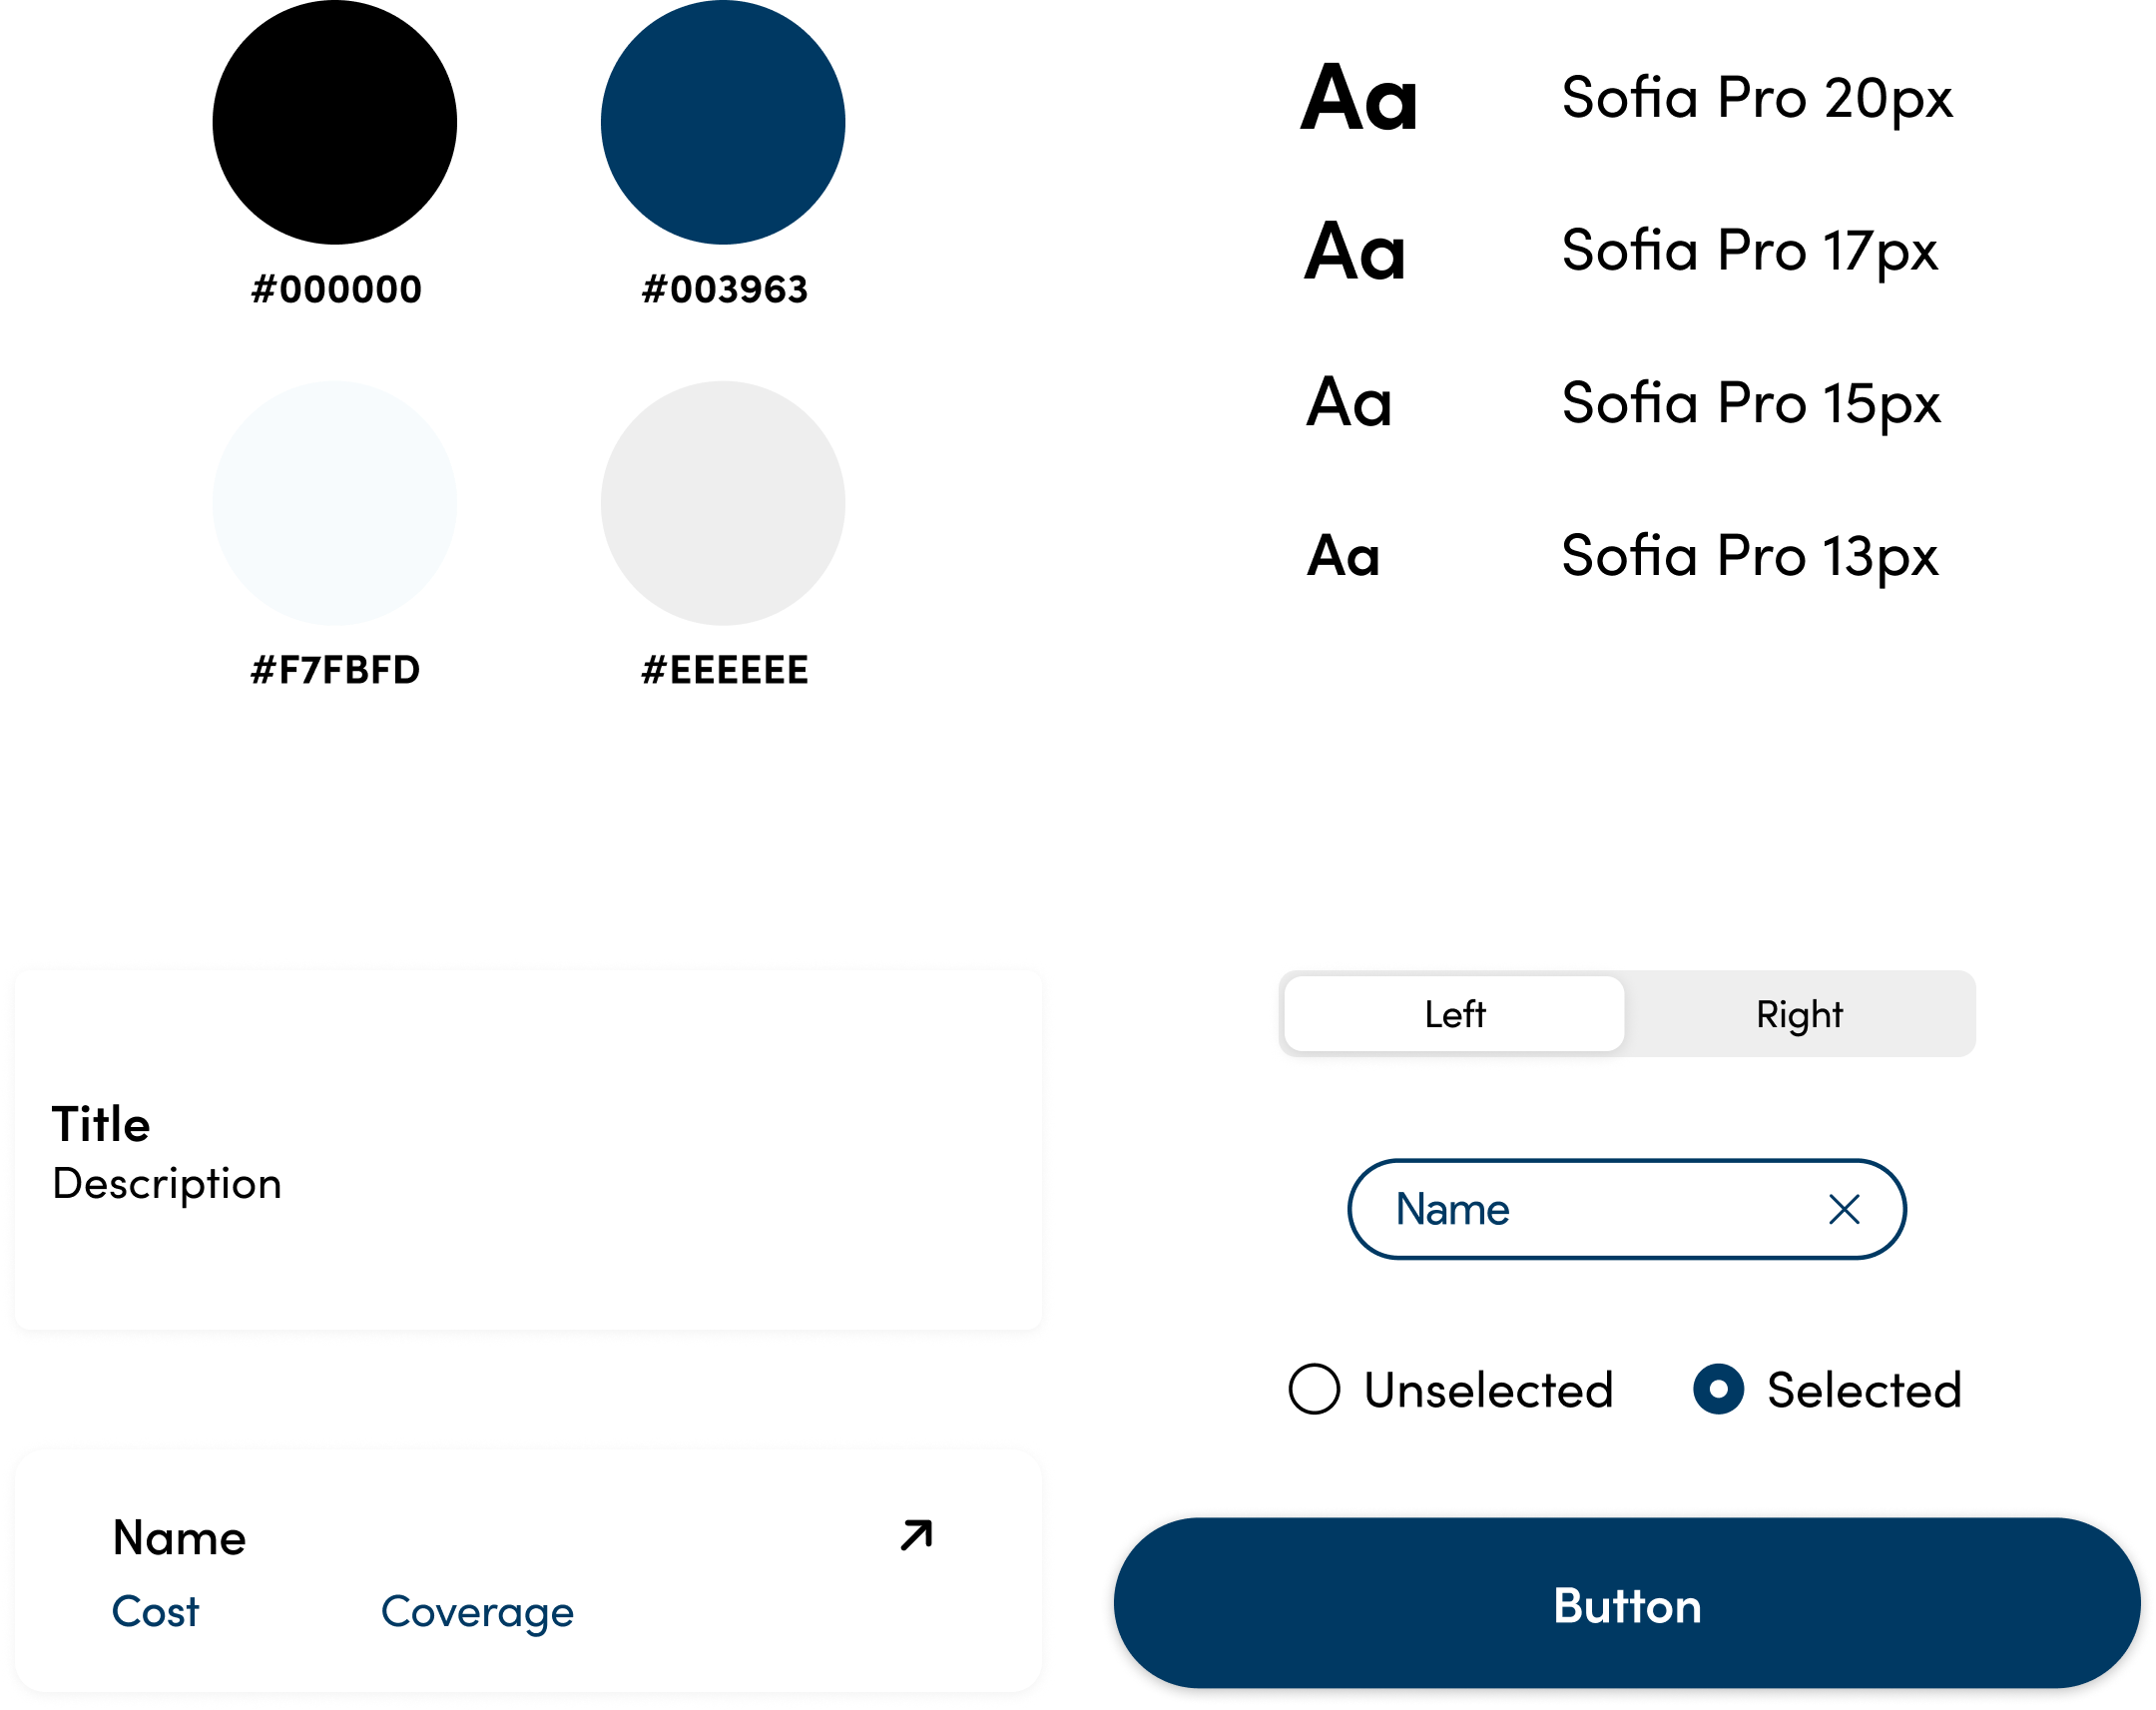 #000000
#003963
#F7FBFD
#EEEEEE
Aa
Sofia Pro 20px
Aa
Sofia Pro 17px
Aa
Sofia Pro 15px
Aa
Sofia Pro 13px
Title
Description
Name
Cost
Coverage
Left
Right
Name
Unselected
Selected
Button